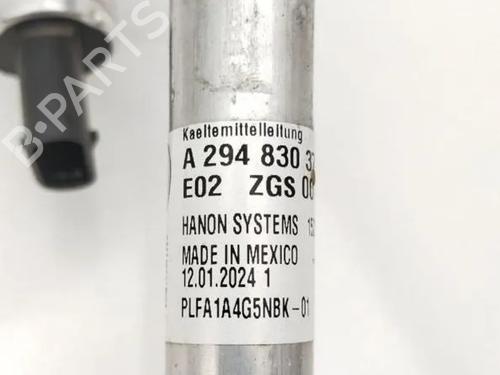 B-PARTS
Kaeltemittelleitung
A 294 830
E02 ZGS
HANON SYSTEMS
MADE IN MEXICO
12.01.2024 1
PLFA1A4G5NBK-01